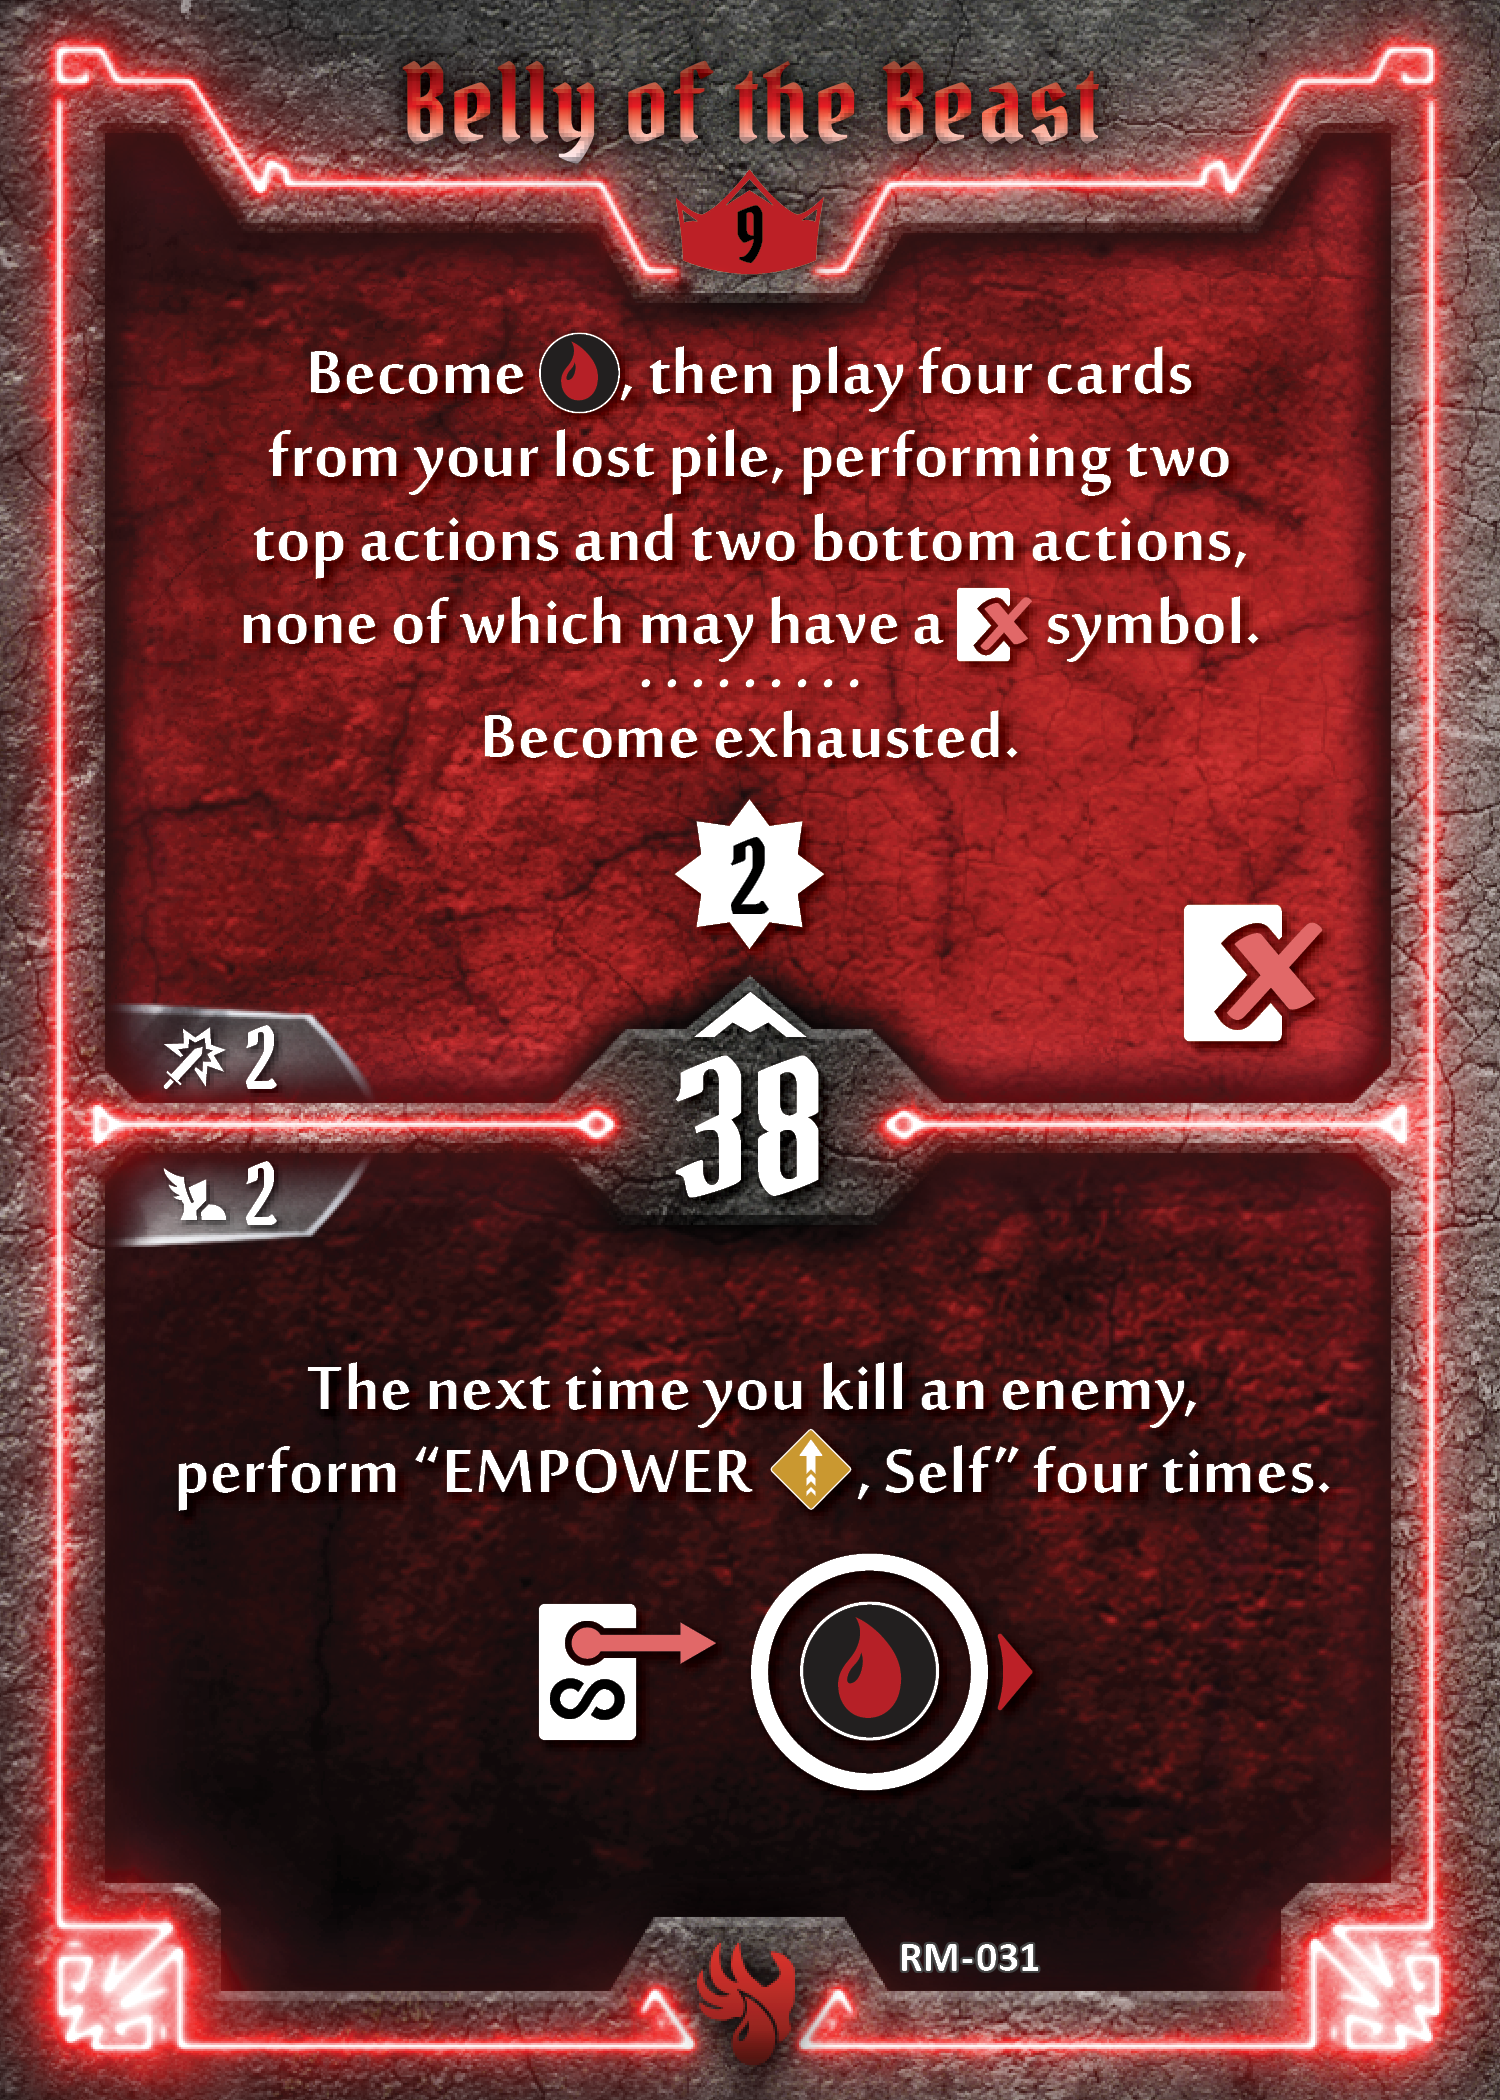 Belly of the Beast
9
Become , then play four cards
from your lost pile, performing two
top actions and two bottom actions,
none of which may have a symbol.
.........
Become exhausted.
2
2
38
2
The next time you kill an enemy,
perform “EMPOWER , Self” four times.
RM-031